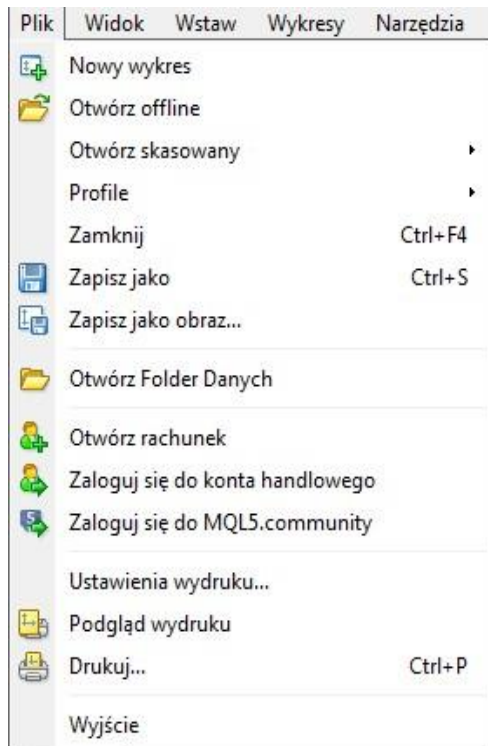 Plik Widok Wstaw Wykresy Narzędzia
Nowy wykres
Otwórz offline
Otwórz skasowany
Profile
Zamknij Ctrl+F4
Zapisz jako Ctrl+S
Zapisz jako obraz...
Otwórz Folder Danych
Otwórz rachunek
Zaloguj się do konta handlowego
Zaloguj się do MQL5.community
Ustawienia wydruku...
Podgląd wydruku
Drukuj... Ctrl+P
Wyjście